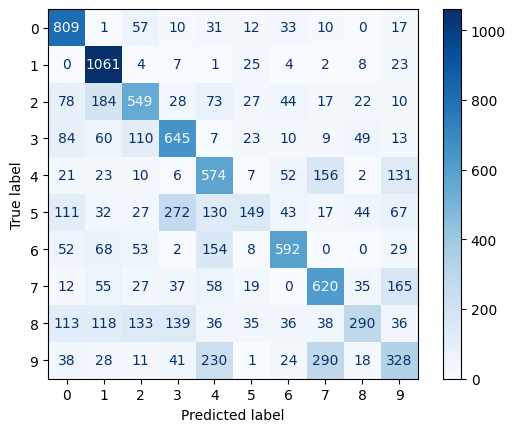 0 809 1 57 10 31 12 33 10 0 17
1 0 1061 4 7 1 25 4 2 8 23
2 78 184 549 28 73 27 44 17 22 10
3 84 60 110 645 7 23 10 9 49 13
4 21 23 10 6 574 7 52 156 2 131
5 111 32 27 272 130 149 43 17 44 67
6 52 68 53 2 154 8 592 0 0 29
7 12 55 27 37 58 19 0 620 35 165
8 113 118 133 139 36 35 36 38 290 36
9 38 28 11 41 230 1 24 290 18 328
0 1 2 3 4 5 6 7 8 9
Predicted label
True label
1000
800
600
400
200
0